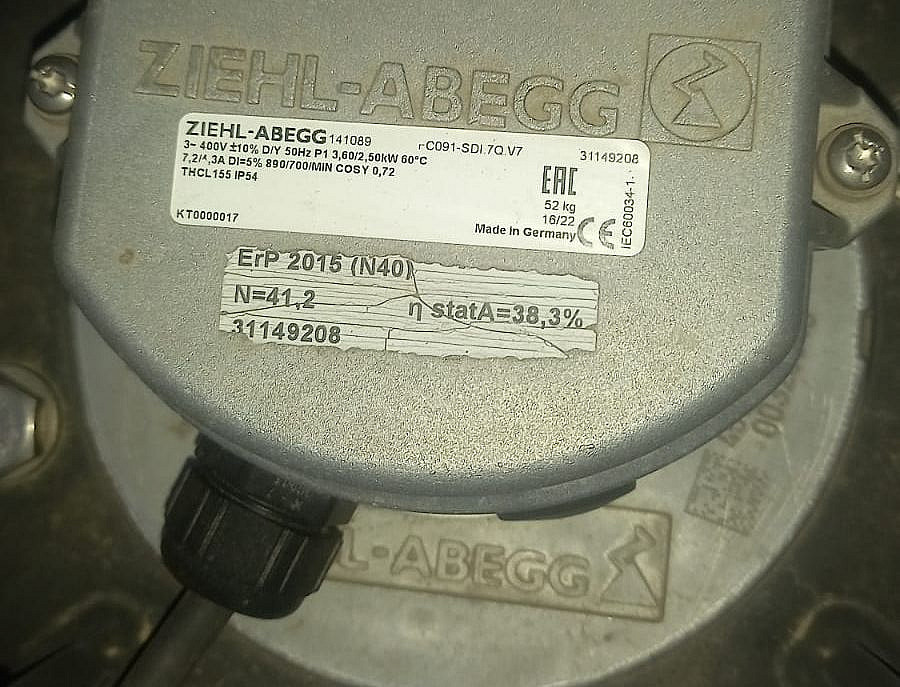 ZIEHL-ABEGG
ZIEHL-ABEGG 141089 FC091-SDI.7Q.V7 31149208
3~ 400V ±10% D/Y 50Hz P1 3,60/2,50kW 60°C
7,2/4,3A DI=5% 890/700/MIN COSY 0,72
THCL155 IP54
EAC
52 kg
16/22
KT0000017
Made in Germany CE
IEC60034-1
ErP 2015 (N40)
N=41,2 η statA=38,3%
31149208
L-ABEGG